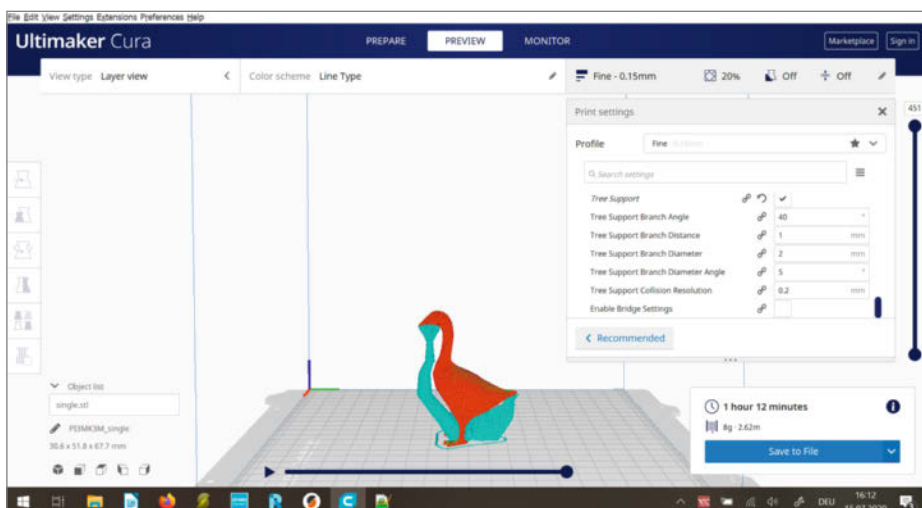 File Edit View Settings Extensions Preferences Help
Ultimaker Cura
PREPARE
PREVIEW
MONITOR
Marketplace
Sign in
View type Layer view
Color scheme Line Type
Fine - 0.15mm
20%
Off
Off
Print settings
451
Profile
Fine
Search settings
Tree Support
Tree Support Branch Angle 40 °
Tree Support Branch Distance 1 mm
Tree Support Branch Diameter 2 mm
Tree Support Branch Diameter Angle 5 °
Tree Support Collision Resolution 0.2 mm
Enable Bridge Settings
Recommended
Object list
single.stl
PI3MK3M_single
30.6 x 51.8 x 67.7 mm
1 hour 12 minutes
8g · 2.62m
Save to File
DEU
16:12
15.07.2020